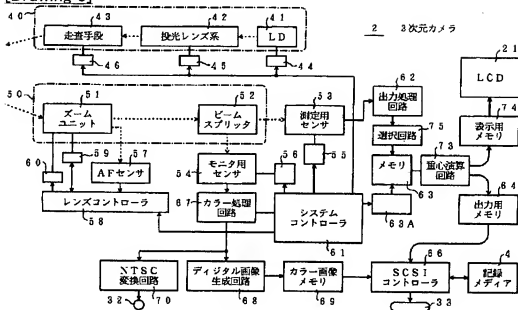 40
43
42
41
走査手段
投光レンズ系
LD
46
45
44
2 3次元カメラ
21
LCD
50
51
52
53
ズーム
ユニット
ビーム
スプリッタ
測定用
センサ
62
出力処理
回路
75
選択回路
74
表示用
メモリ
60
59
57
AFセンサ
54
モニタ用
センサ
56
55
メモリ
63
73
重心演算
回路
64
出力用
メモリ
レンズコントローラ
58
67
カラー処理
回路
システム
コントローラ
61
63A
66
NTSC
変換回路
70
32
ディジタル画像
生成回路
68
カラー画像
メモリ
69
SCSI
コントローラ
33
4
記録
メディア